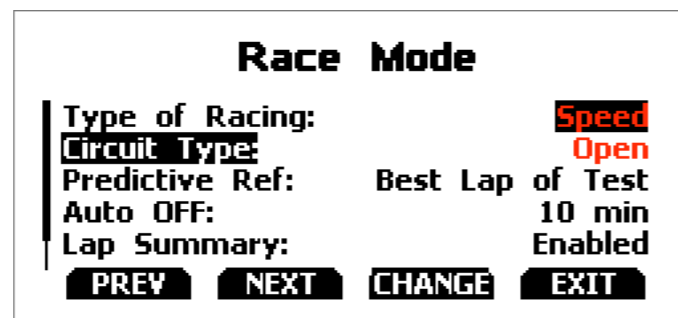 Race Mode
Type of Racing: Speed
Circuit Type: Open
Predictive Ref: Best Lap of Test
Auto OFF: 10 min
Lap Summary: Enabled
PREV NEXT CHANGE EXIT